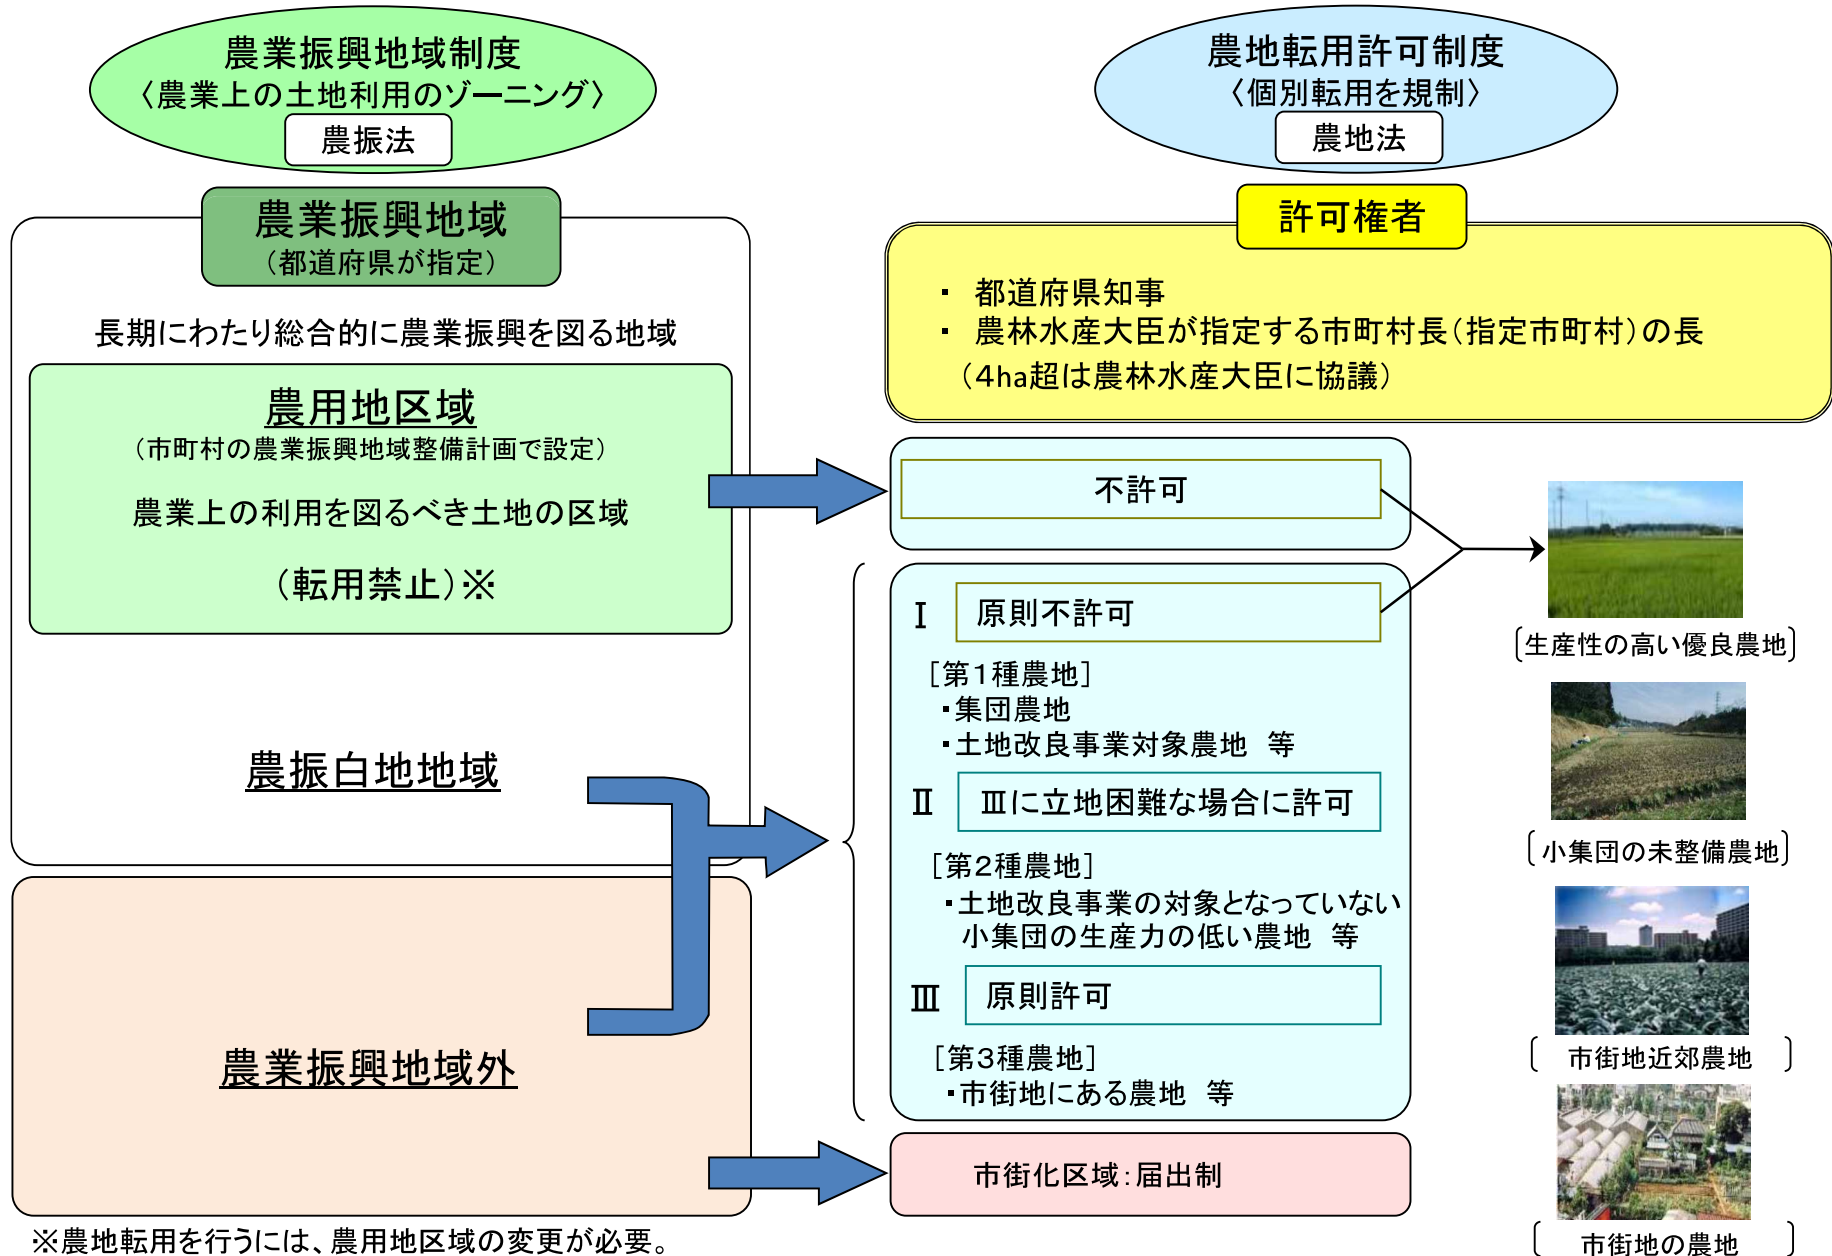 農業振興地域制度
〈農業上の土地利用のゾーニング〉
農振法
農業振興地域
（都道府県が指定）
長期にわたり総合的に農業振興を図る地域
農用地区域
（市町村の農業振興地域整備計画で設定）
農業上の利用を図るべき土地の区域
（転用禁止）※
農振白地地域
農業振興地域外
※農地転用を行うには、農用地区域の変更が必要。
農地転用許可制度
〈個別転用を規制〉
農地法
許可権者
・ 都道府県知事
・ 農林水産大臣が指定する市町村長（指定市町村）の長
（４ha超は農林水産大臣に協議）
不許可
Ⅰ 原則不許可
［第１種農地］
・集団農地
・土地改良事業対象農地 等
Ⅱ Ⅲに立地困難な場合に許可
［第２種農地］
・土地改良事業の対象となっていない
小集団の生産力の低い農地 等
Ⅲ 原則許可
［第３種農地］
・市街地にある農地 等
市街化区域：届出制
〔生産性の高い優良農地〕
〔小集団の未整備農地〕
〔 市街地近郊農地 〕
〔 市街地の農地 〕